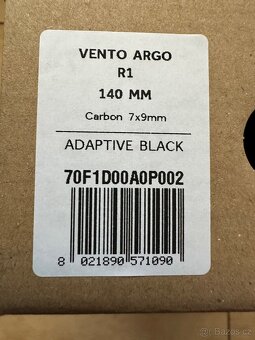 VENTO ARGO
R1
140 MM
Carbon 7x9mm
ADAPTIVE BLACK
70F1D00A0P002
8 021890 571090